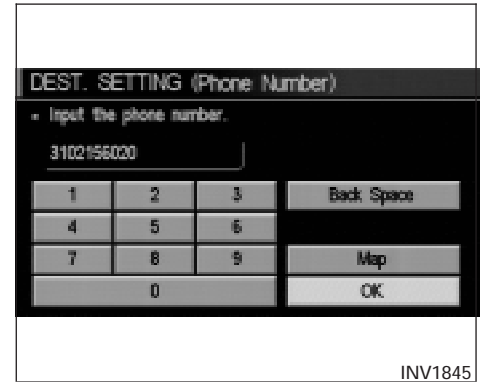 DEST. SETTING (Phone Number)
Input the phone number.
3102156020
1 2 3 Back Space
4 5 6
7 8 9 Map
0 OK
INV1845